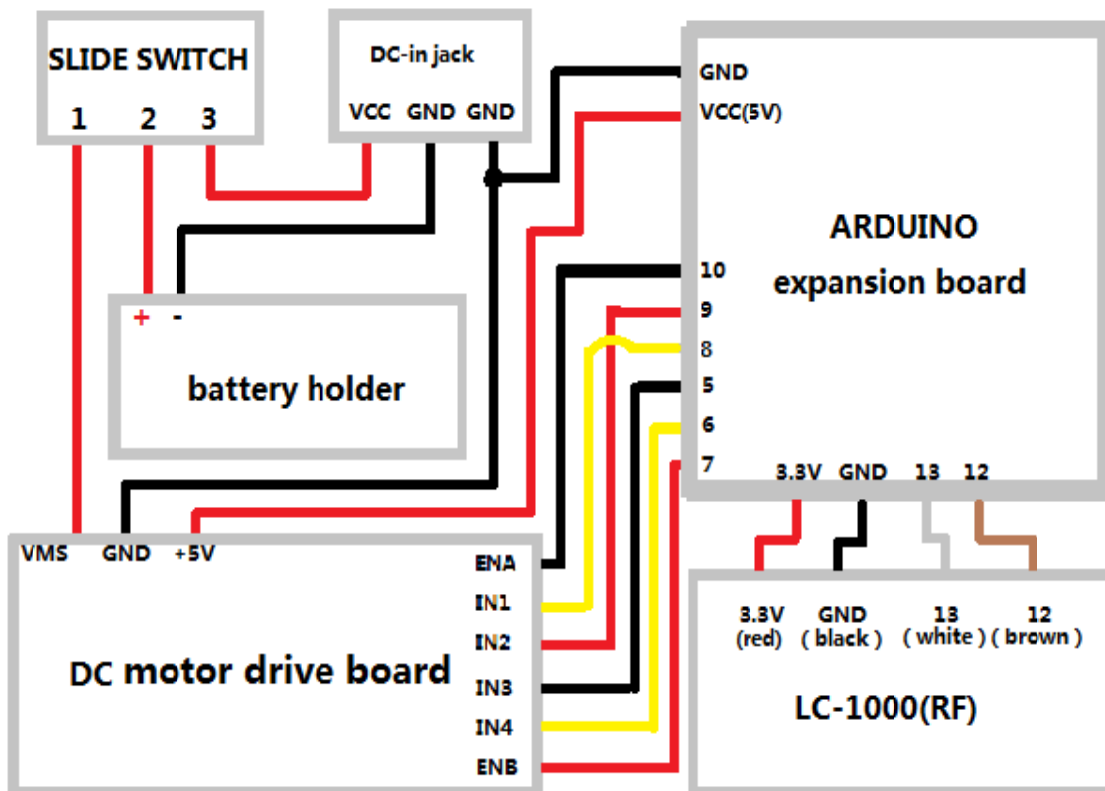 SLIDE SWITCH
1 2 3
DC-in jack
VCC GND GND
GND
VCC(5V)
ARDUINO
expansion board
10
9
8
5
6
7
3.3V GND 13 12
+ -
battery holder
VMS GND +5V
ENA
IN1
IN2
IN3
IN4
ENB
DC motor drive board
3.3V GND 13 12
(red) ( black ) ( white ) ( brown )
LC-1000(RF)